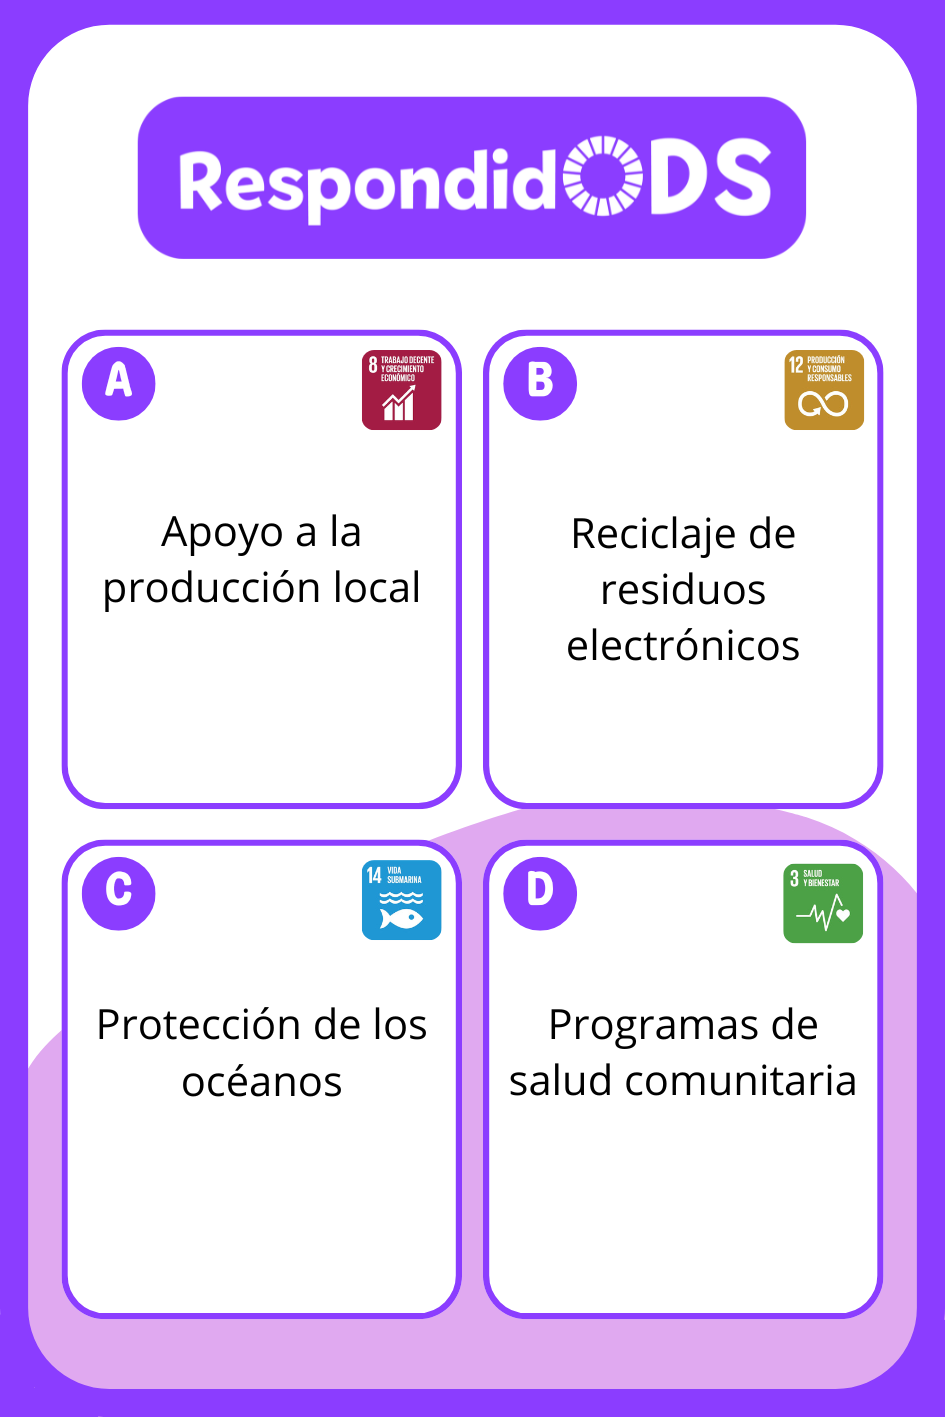 RespondidODS
A
8 TRABAJO DECENTE
Y CRECIMIENTO
ECONÓMICO
Apoyo a la
producción local
B
12 PRODUCCIÓN
Y CONSUMO
RESPONSABLES
Reciclaje de
residuos
electrónicos
C
14 VIDA
SUBMARINA
Protección de los
océanos
D
3 SALUD
Y BIENESTAR
Programas de
salud comunitaria